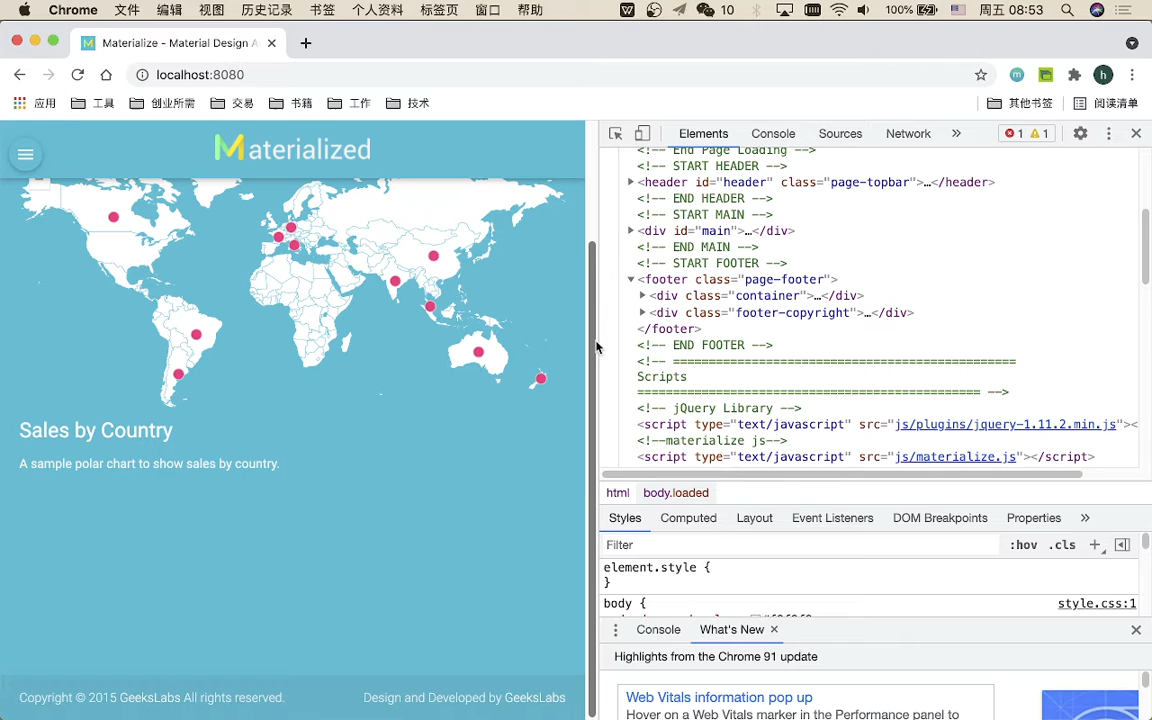 Chrome 文件 编辑 视图 历史记录 书签 个人资料 标签页 窗口 帮助 10 100% 周五 08:53
Materialize - Material Design A
localhost:8080
应用 工具 创业所需 交易 书籍 工作 技术 其他书签 阅读清单
Materialized
Elements Console Sources Network 1 1
<!-- End Page Loading -->
<!-- START HEADER -->
<header id="header" class="page-topbar">…</header>
<!-- END HEADER -->
<!-- START MAIN -->
<div id="main">…</div>
<!-- END MAIN -->
<!-- START FOOTER -->
<footer class="page-footer">
<div class="container">…</div>
<div class="footer-copyright">…</div>
</footer>
<!-- END FOOTER -->
<!-- ================================================
Scripts
================================================ -->
<!-- jQuery Library -->
<script type="text/javascript" src="js/plugins/jquery-1.11.2.min.js"><
<!--materialize js-->
<script type="text/javascript" src="js/materialize.js"></script>
html body.loaded
Styles Computed Layout Event Listeners DOM Breakpoints Properties
Filter :hov .cls
element.style {
}
body { style.css:1
Console What's New
Highlights from the Chrome 91 update
Web Vitals information pop up
Hover on a Web Vitals marker in the Performance panel to
Sales by Country
A sample polar chart to show sales by country.
Copyright © 2015 GeeksLabs All rights reserved. Design and Developed by GeeksLabs